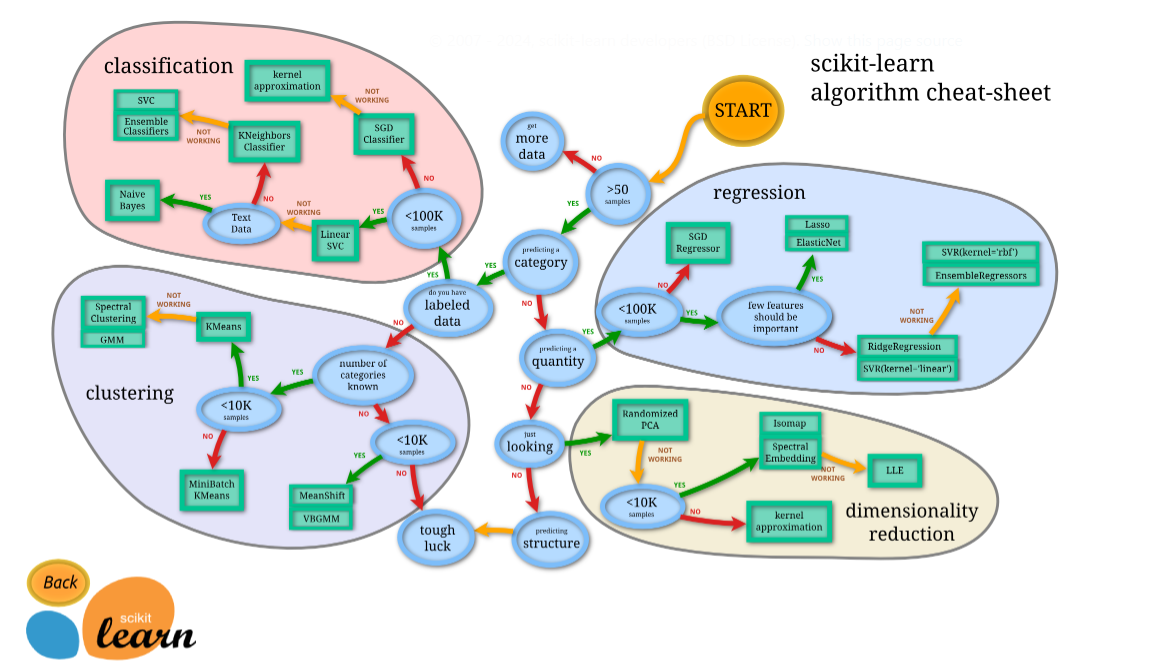 scikit-learn
algorithm cheat-sheet
START
get
more
data
NO
>50
samples
YES
predicting a
category
YES
NO
do you have
labeled
data
YES
NO
predicting a
quantity
YES
NO
just
looking
YES
NO
predicting
structure
tough
luck
classification
kernel
approximation
NOT
WORKING
SGD
Classifier
NO
<100K
samples
YES
Linear
SVC
NOT
WORKING
Text
Data
YES
NO
Naive
Bayes
KNeighbors
Classifier
NOT
WORKING
SVC
Ensemble
Classifiers
regression
<100K
samples
NO
SGD
Regressor
YES
few features
should be
important
YES
Lasso
ElasticNet
NO
RidgeRegression
SVR(kernel='linear')
NOT
WORKING
SVR(kernel='rbf')
EnsembleRegressors
clustering
number of
categories
known
YES
NO
<10K
samples
YES
KMeans
NOT
WORKING
Spectral
Clustering
GMM
NO
MiniBatch
KMeans
<10K
samples
YES
MeanShift
VBGMM
NO
dimensionality
reduction
Randomized
PCA
NOT
WORKING
<10K
samples
YES
Isomap
Spectral
Embedding
NOT
WORKING
LLE
NO
kernel
approximation
Back
scikit
learn